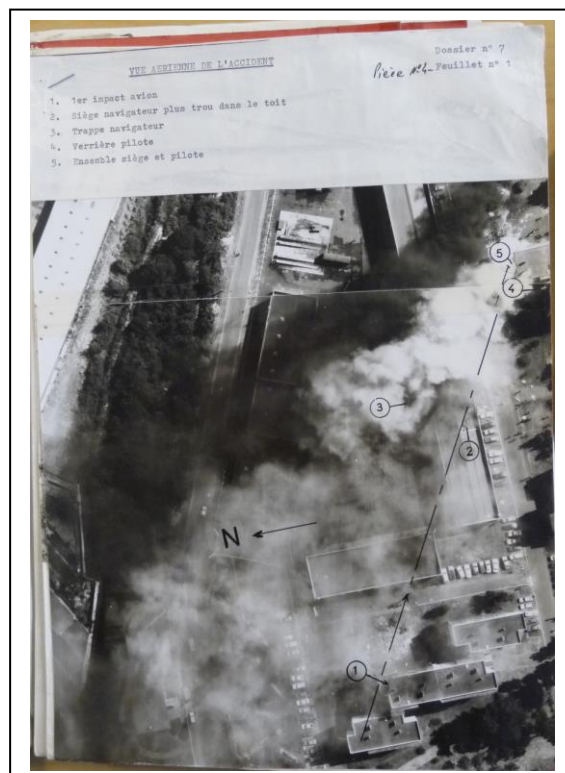 VUE AERIENNE DE L'ACCIDENT
Dossier n° 7
Pièce N°4 Feuillet n° 1
1. 1er impact avion
2. Siège navigateur plus trou dans le toit
3. Trappe navigateur
4. Verrière pilote
5. Ensemble siège et pilote
5
4
3
2
N
1